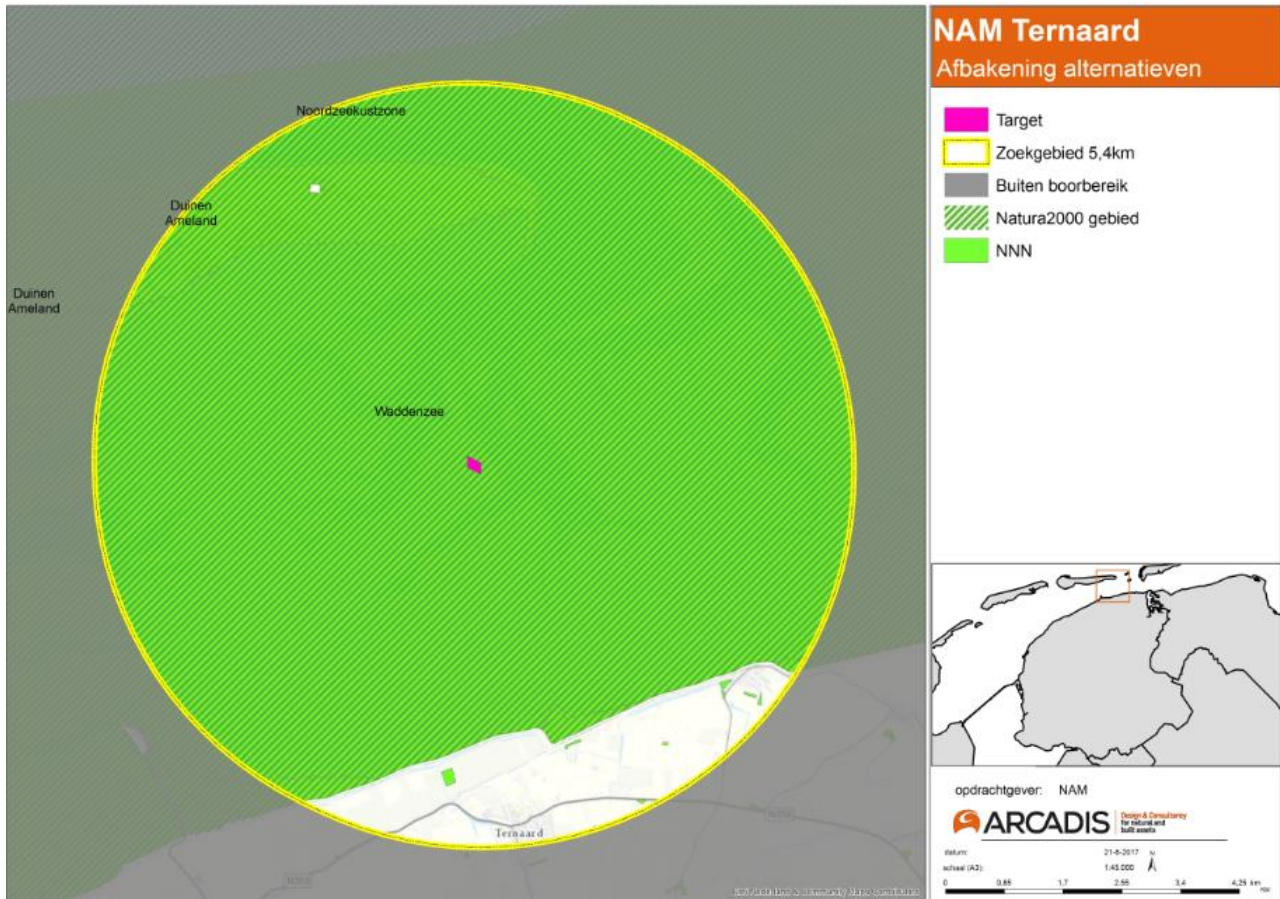 Noordzeekustzone
Duinen
Ameland
Duinen
Ameland
Waddenzee
Ternaard
NAM Ternaard
Afbakening alternatieven
Target
Zoekgebied 5,4km
Buiten boorbereik
Natura2000 gebied
NNN
opdrachtgever: NAM
ARCADIS Design & Consultancy
for natural and
built assets
datum: 21-6-2017 N
schaal (A3): 1:45.000
0 0,85 1,7 2,55 3,4 4,25 km